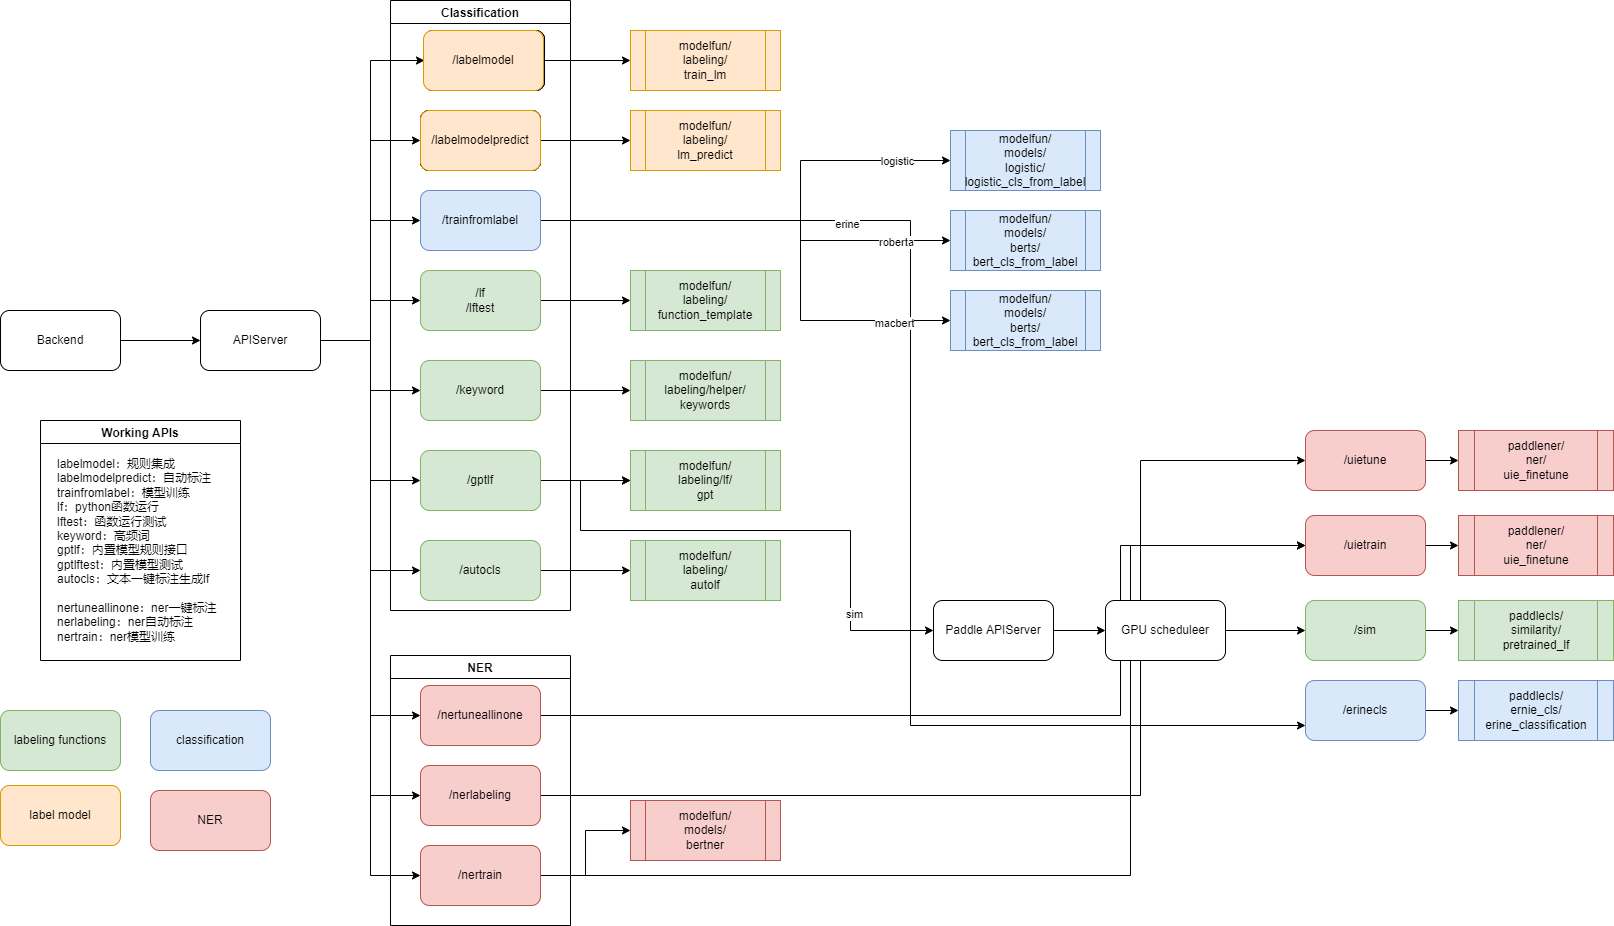 Classification
/labelmodel
modelfun/
labeling/
train_lm
/labelmodelpredict
modelfun/
labeling/
lm_predict
/trainfromlabel
logistic
erine
roberta
macbert
modelfun/
models/
logistic/
logistic_cls_from_label
modelfun/
models/
berts/
bert_cls_from_label
modelfun/
models/
berts/
bert_cls_from_label
/lf
/lftest
modelfun/
labeling/
function_template
Backend
APIServer
/keyword
modelfun/
labeling/helper/
keywords
/gptlf
modelfun/
labeling/lf/
gpt
/autocls
modelfun/
labeling/
autolf
sim
Working APIs
labelmodel：规则集成
labelmodelpredict：自动标注
trainfromlabel：模型训练
lf：python函数运行
lftest：函数运行测试
keyword：高频词
gptlf：内置模型规则接口
gptlftest：内置模型测试
autocls：文本一键标注生成lf
nertuneallinone：ner一键标注
nerlabeling：ner自动标注
nertrain：ner模型训练
Paddle APIServer
GPU scheduleer
/uietune
paddlener/
ner/
uie_finetune
/uietrain
paddlener/
ner/
uie_finetune
/sim
paddlecls/
similarity/
pretrained_lf
/erinecls
paddlecls/
ernie_cls/
erine_classification
NER
/nertuneallinone
/nerlabeling
/nertrain
modelfun/
models/
bertner
labeling functions
classification
label model
NER